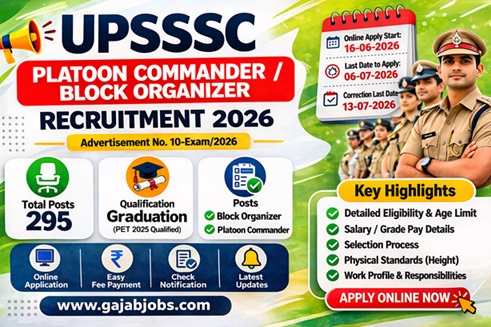 UPSSSC
PLATOON COMMANDER /
BLOCK ORGANIZER
RECRUITMENT 2026
Advertisement No. 10-Exam/2026
Online Apply Start:
16-06-2026
Last Date to Apply:
06-07-2026
Correction Last Date
13-07-2026
Total Posts
295
Qualification
Graduation
(PET 2025 Qualified)
Posts
Block Organizer
Platoon Commander
Online
Application
Easy
Fee Payment
Check
Notification
Latest
Updates
www.gajabjobs.com
Key Highlights
Detailed Eligibility & Age Limit
Salary / Grade Pay Details
Selection Process
Physical Standards (Height)
Work Profile & Responsibilities
APPLY ONLINE NOW